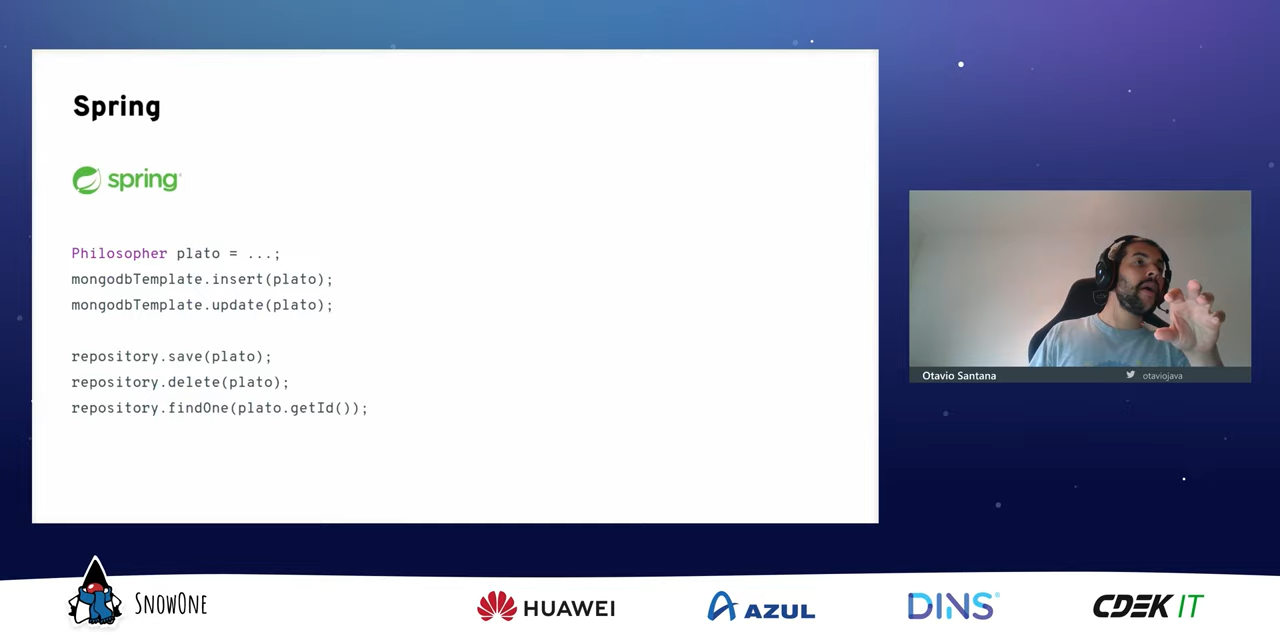 Spring
spring
Philosopher plato = ...;
mongodbTemplate.insert(plato);
mongodbTemplate.update(plato);
repository.save(plato);
repository.delete(plato);
repository.findOne(plato.getId());
Otavio Santana
otaviojava
SNOWONE
HUAWEI
AZUL
DINS
CDEK IT